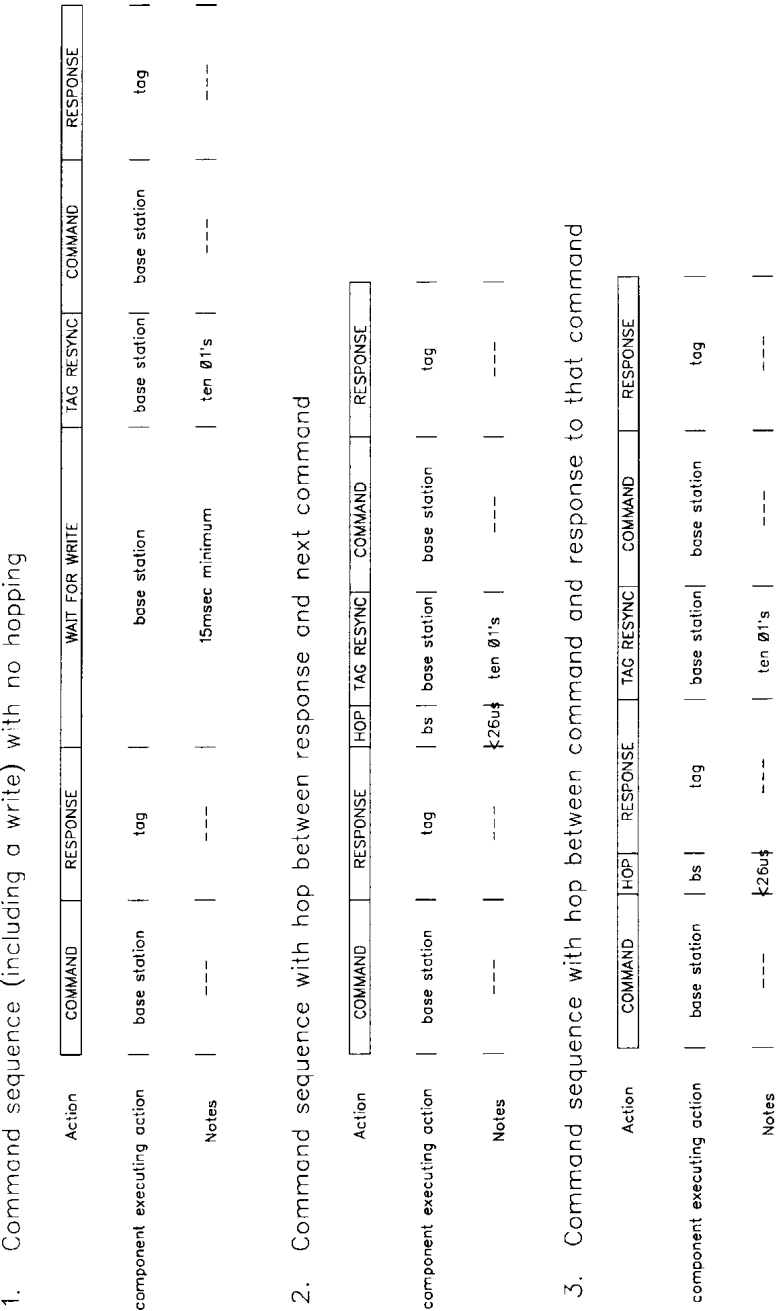 1. Command sequence (including a write) with no hopping
Action COMMAND RESPONSE WAIT FOR WRITE TAG RESYNC COMMAND RESPONSE
component executing action | base station | tag | base station | base station | base station | tag |
Notes | --- | --- | 15msec minimum | ten 01's | --- | --- |
2. Command sequence with hop between response and next command
Action COMMAND RESPONSE HOP TAG RESYNC COMMAND RESPONSE
component executing action | base station | tag | bs | base station | base station | tag |
Notes | --- | --- <26us ten 01's | --- | --- |
3. Command sequence with hop between command and response to that command
Action COMMAND HOP RESPONSE TAG RESYNC COMMAND RESPONSE
component executing action | base station | bs | tag | base station | base station | tag |
Notes | --- <26us --- | ten 01's | --- | --- |